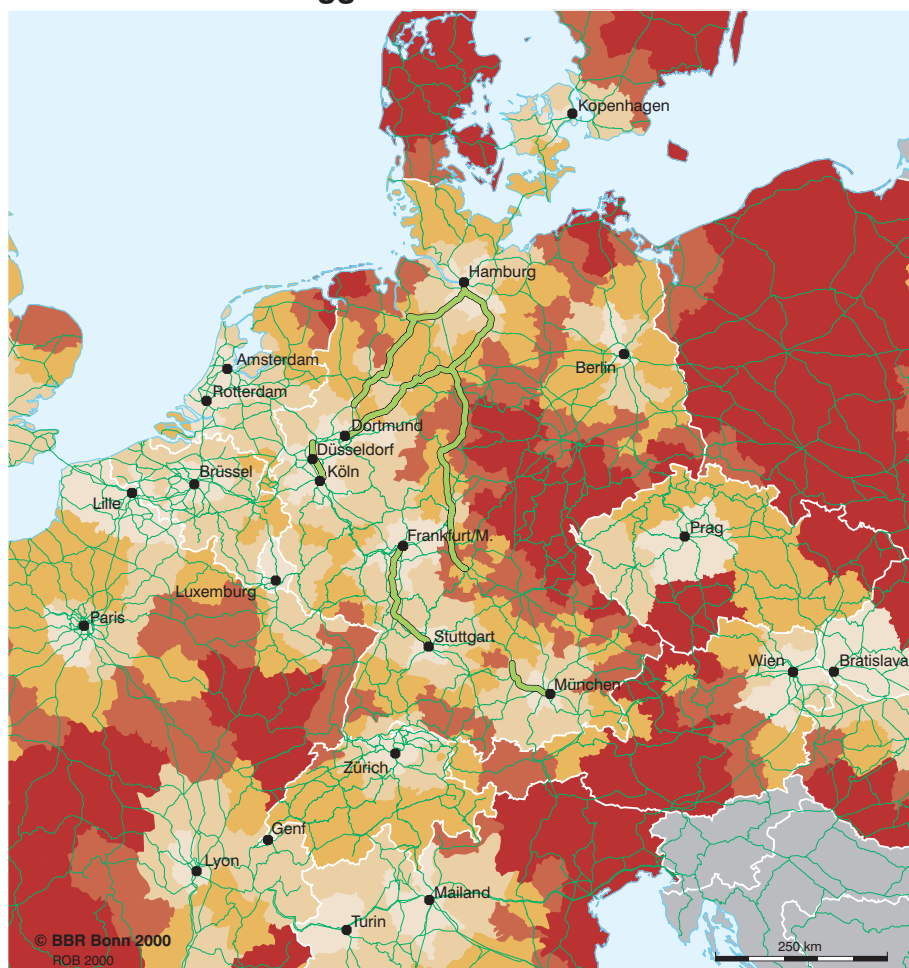 gg
Kopenhagen
Hamburg
Amsterdam
Berlin
Rotterdam
Dortmund
Düsseldorf
Brüssel
Köln
Lille
Prag
Frankfurt/M.
Luxemburg
Paris
Stuttgart
Wien
Bratislava
München
Zürich
Genf
Lyon
Mailand
Turin
© BBR Bonn 2000
250 km
ROB 2000